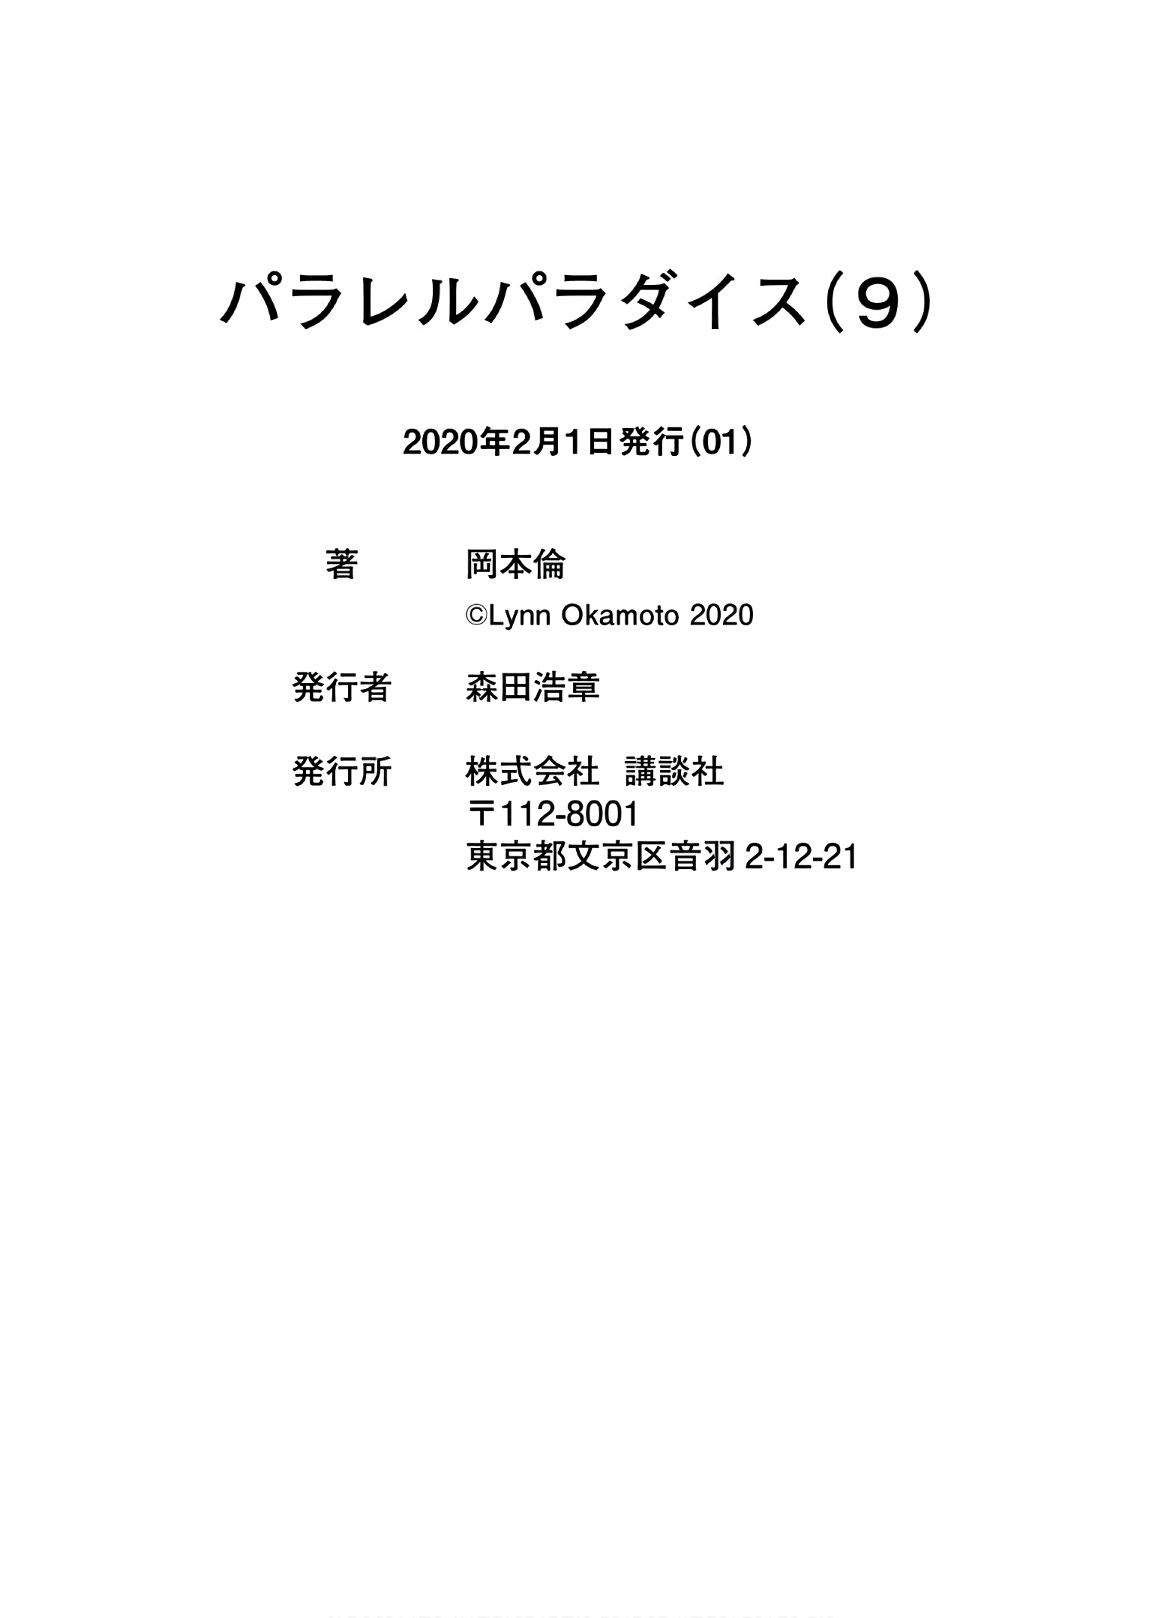 パラレルパラダイス(９)
2020年2月1日発行(01)
著 岡本倫
©Lynn Okamoto 2020
発行者 森田浩章
発行所 株式会社 講談社
〒112-8001
東京都文京区音羽 2-12-21